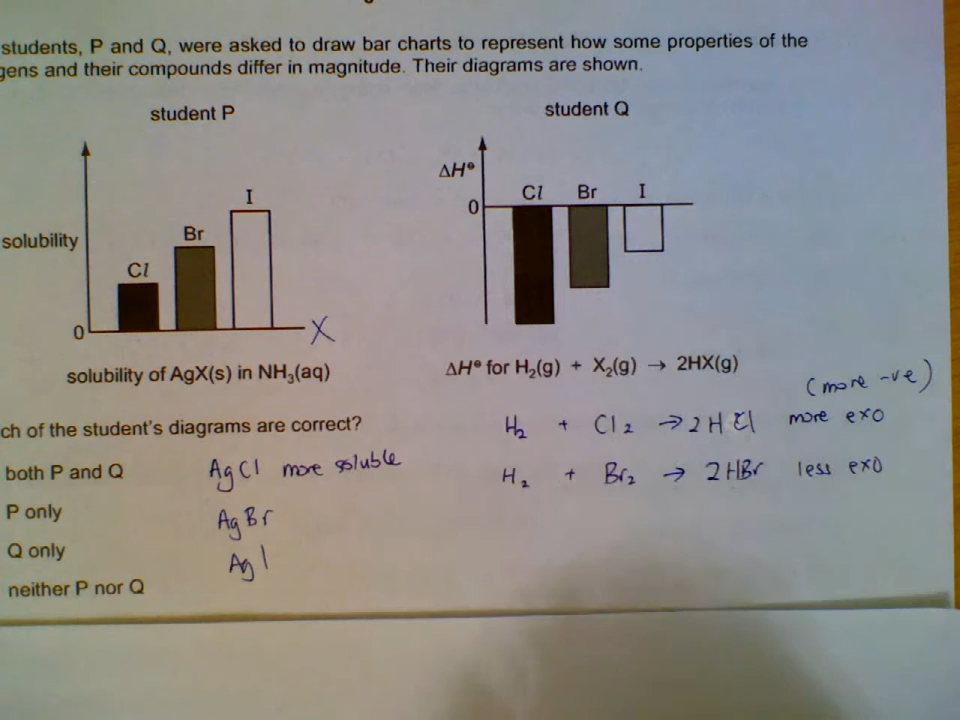 students, P and Q, were asked to draw bar charts to represent how some properties of the
gens and their compounds differ in magnitude. Their diagrams are shown.
student P
student Q
ΔH⦵
0
Cl Br I
solubility
Cl
Br
I
0
X
solubility of AgX(s) in NH₃(aq)
ΔH⦵ for H₂(g) + X₂(g) → 2HX(g)
(more -ve)
H₂ + Cl₂ → 2HCl more exo
H₂ + Br₂ → 2HBr less exo
ch of the student's diagrams are correct?
both P and Q
P only
Q only
neither P nor Q
AgCl more soluble
AgBr
AgI